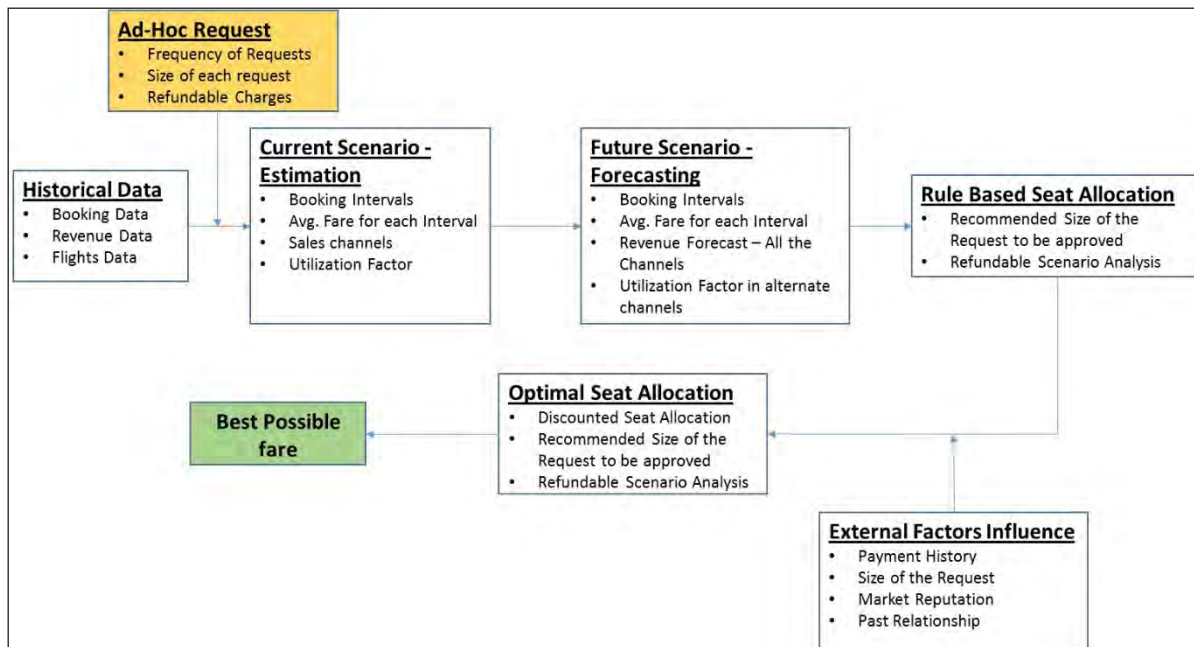 Ad-Hoc Request
• Frequency of Requests
• Size of each request
• Refundable Charges
Historical Data
• Booking Data
• Revenue Data
• Flights Data
Current Scenario -
Estimation
• Booking Intervals
• Avg. Fare for each Interval
• Sales channels
• Utilization Factor
Future Scenario -
Forecasting
• Booking Intervals
• Avg. Fare for each Interval
• Revenue Forecast – All the
Channels
• Utilization Factor in alternate
channels
Rule Based Seat Allocation
• Recommended Size of the
Request to be approved
• Refundable Scenario Analysis
External Factors Influence
• Payment History
• Size of the Request
• Market Reputation
• Past Relationship
Optimal Seat Allocation
• Discounted Seat Allocation
• Recommended Size of the
Request to be approved
• Refundable Scenario Analysis
Best Possible
fare